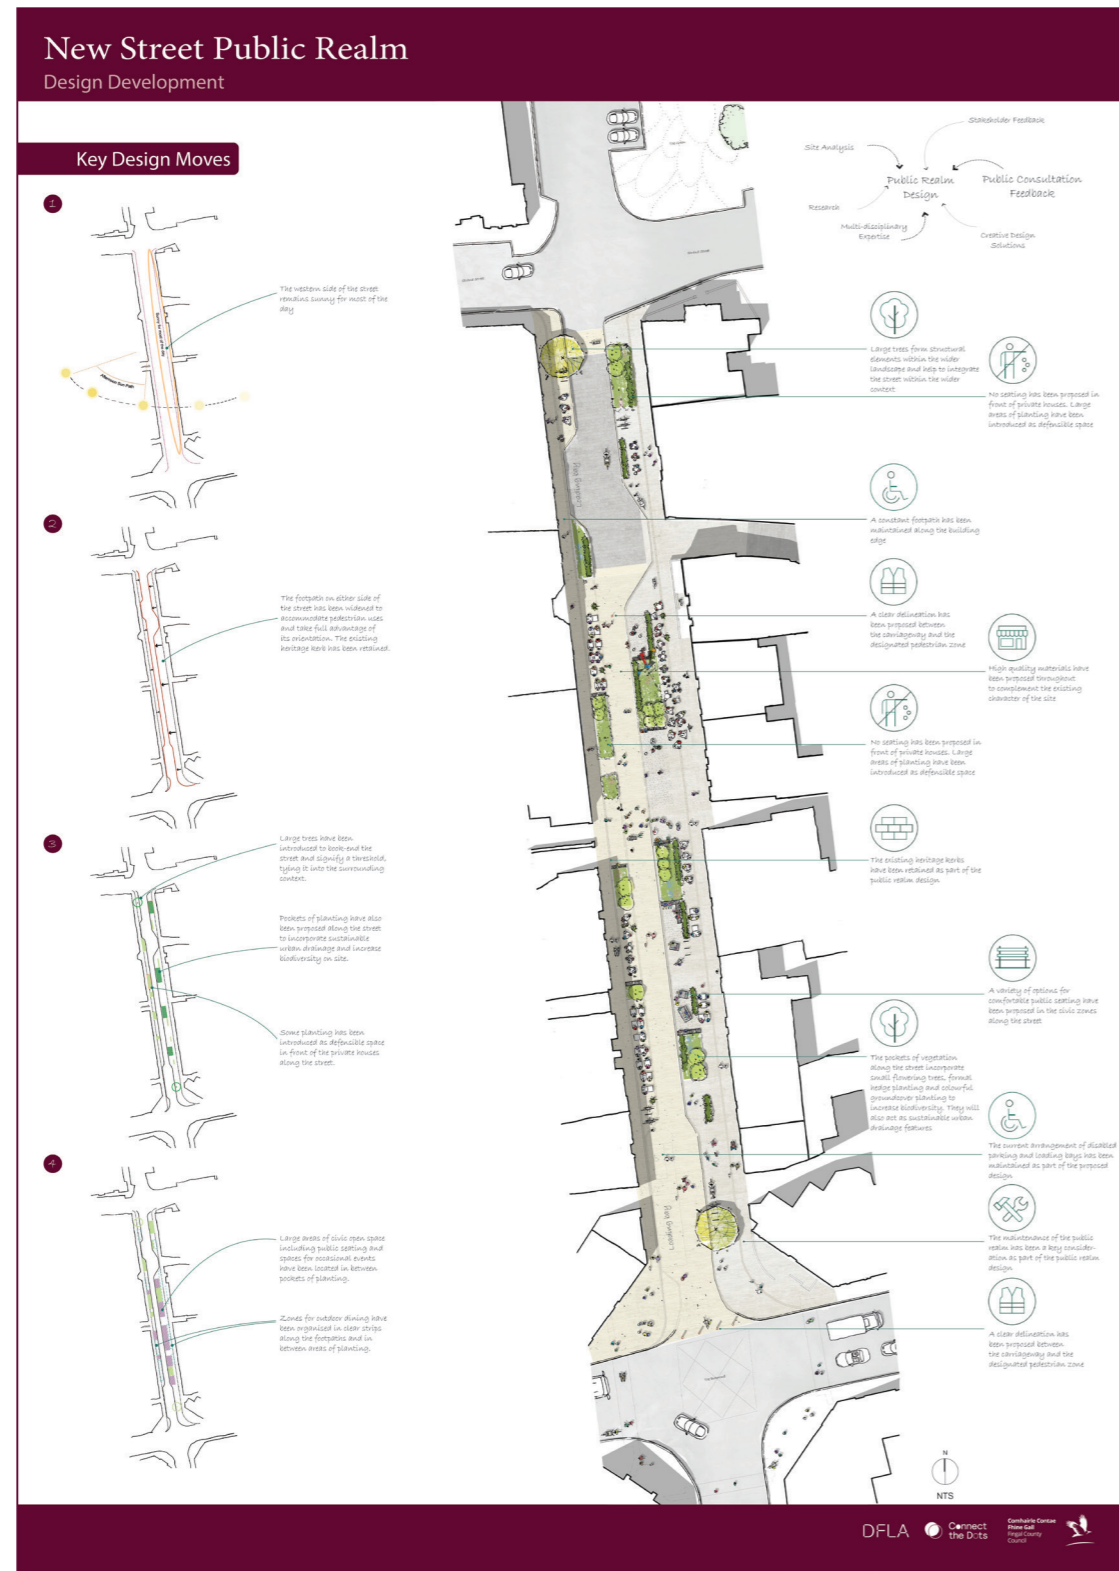 New Street Public Realm
Design Development
Key Design Moves
1
The western side of the street
remains sunny for most of the
day
Sunny for most of the day
Afternoon Sun Path
2
The footpath on either side of
the street has been widened to
accommodate pedestrian uses
and take full advantage of
its orientation. The existing
heritage kerb has been retained.
3
Large trees have been
introduced to book-end the
street and signify a threshold,
tying it into the surrounding
context.
Pockets of planting have also
been proposed along the street
to incorporate sustainable
urban drainage and increase
biodiversity on site.
Some planting has been
introduced as defensible space
in front of the private houses
along the street.
4
Large areas of civic open space
including public seating and
spaces for occasional events
have been located in between
pockets of planting.
Zones for outdoor dining have
been organised in clear strips
along the footpaths and in
between areas of planting.
Stakeholder Feedback
Site Analysis
Public Realm
Design
Public Consultation
Feedback
Research
Multi-disciplinary
Expertise
Creative Design
Solutions
Large trees form structural
elements within the wider
landscape and help to integrate
the street within the wider
context
No seating has been proposed in
front of private houses. Large
areas of planting have been
introduced as defensible space
Loading Bay
A constant footpath has been
maintained along the building
edge
A clear delineation has
been proposed between
the carriageway and the
designated pedestrian zone
High quality materials have
been proposed throughout
to complement the existing
character of the site
No seating has been proposed in
front of private houses. Large
areas of planting have been
introduced as defensible space
The existing heritage kerbs
have been retained as part of the
public realm design
A variety of options for
comfortable public seating have
been proposed in the civic zones
along the street
The pockets of vegetation
along the street incorporate
small flowering trees, formal
hedge planting and colourful
groundcover planting to
increase biodiversity. They will
also act as sustainable urban
drainage features
The current arrangement of disabled
parking and loading bays has been
maintained as part of the proposed
design
Loading Bay
The maintenance of the public
realm has been a key consider-
ation as part of the public realm
design
A clear delineation has
been proposed between
the carriageway and the
designated pedestrian zone
N
NTS
DFLA
Connect
the Dots
Comhairle Contae
Fhine Gall
Fingal County
Council